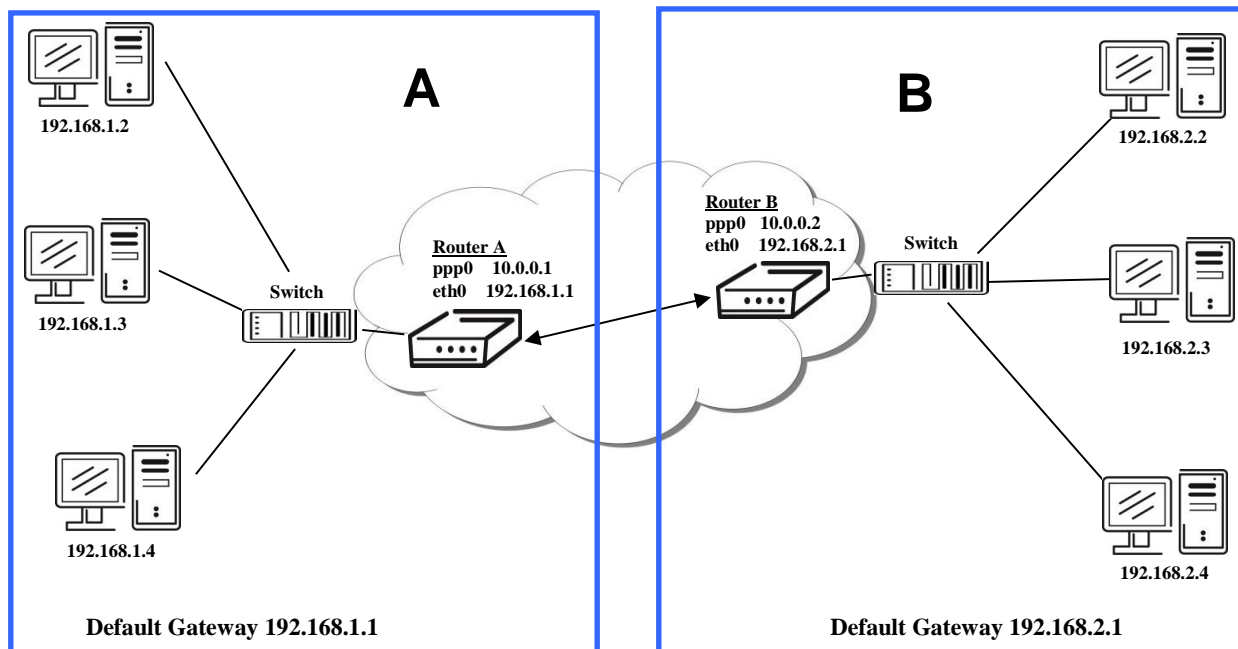 A
192.168.1.2
192.168.1.3
Switch
Router A
ppp0 10.0.0.1
eth0 192.168.1.1
192.168.1.4
Default Gateway 192.168.1.1
B
192.168.2.2
Router B
ppp0 10.0.0.2
eth0 192.168.2.1
Switch
192.168.2.3
192.168.2.4
Default Gateway 192.168.2.1